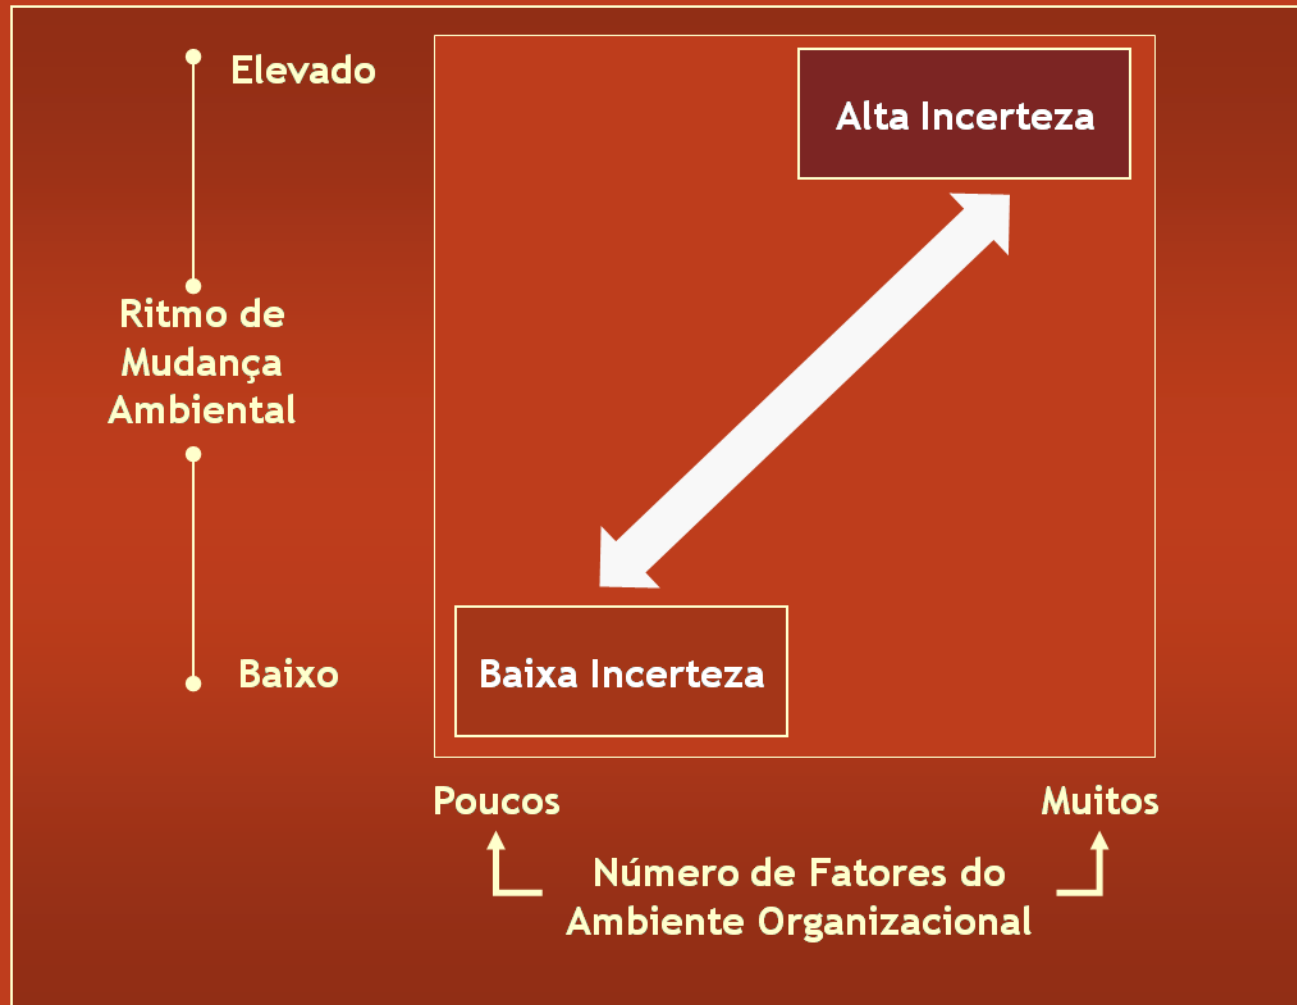 Elevado
Alta Incerteza
Ritmo de
Mudança
Ambiental
Baixo
Baixa Incerteza
Poucos
Muitos
Número de Fatores do
Ambiente Organizacional